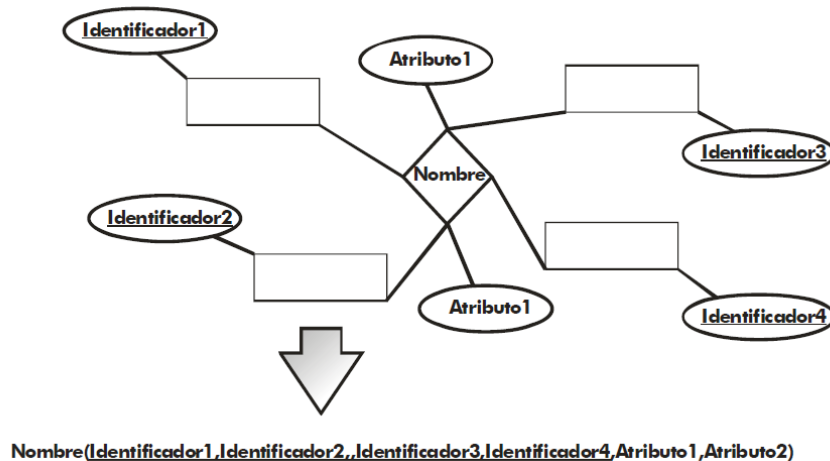 Identificador1
Atributo1
Identificador3
Nombre
Identificador2
Atributo1
Identificador4
Nombre(Identificador1,Identificador2,,Identificador3,Identificador4,Atributo1,Atributo2)